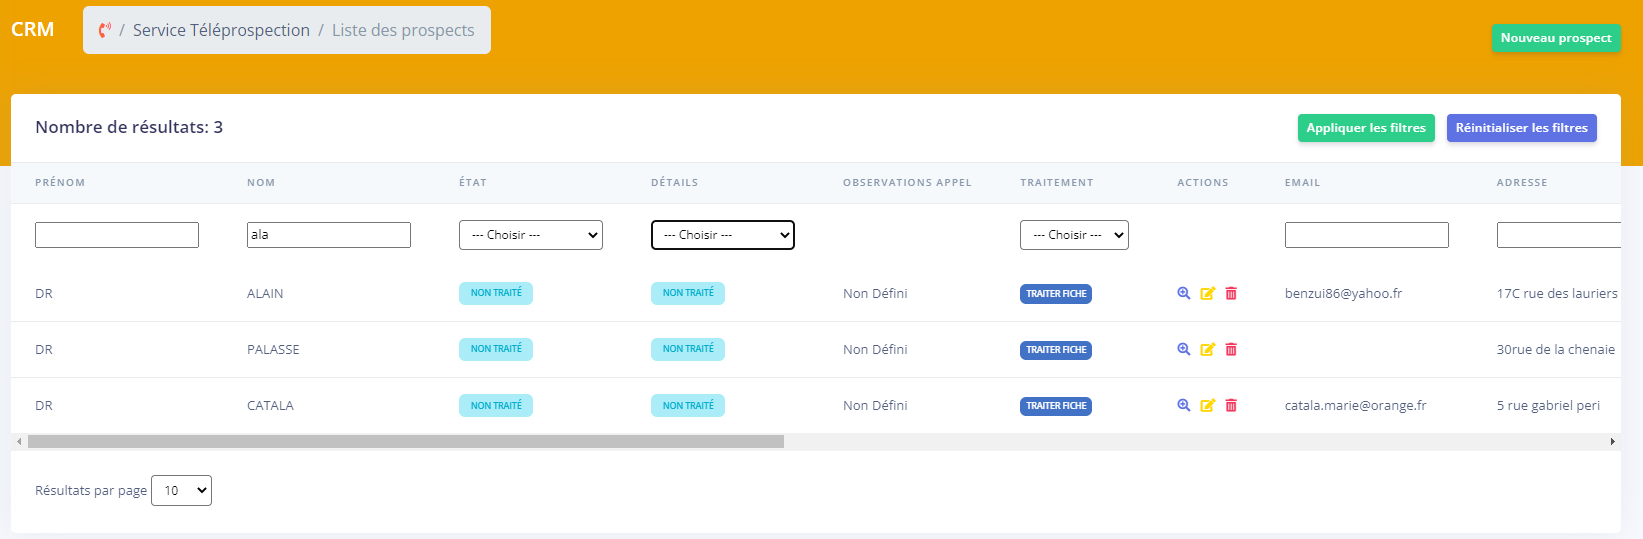 CRM / Service Téléprospection / Liste des prospects
Nouveau prospect
Nombre de résultats: 3
Appliquer les filtres Réinitialiser les filtres
PRÉNOM NOM ÉTAT DÉTAILS OBSERVATIONS APPEL TRAITEMENT ACTIONS EMAIL ADRESSE
ala --- Choisir --- --- Choisir --- --- Choisir ---
DR ALAIN NON TRAITÉ NON TRAITÉ Non Défini TRAITER FICHE benzui86@yahoo.fr 17C rue des lauriers
DR PALASSE NON TRAITÉ NON TRAITÉ Non Défini TRAITER FICHE 30rue de la chenaie
DR CATALA NON TRAITÉ NON TRAITÉ Non Défini TRAITER FICHE catala.marie@orange.fr 5 rue gabriel peri
Résultats par page 10